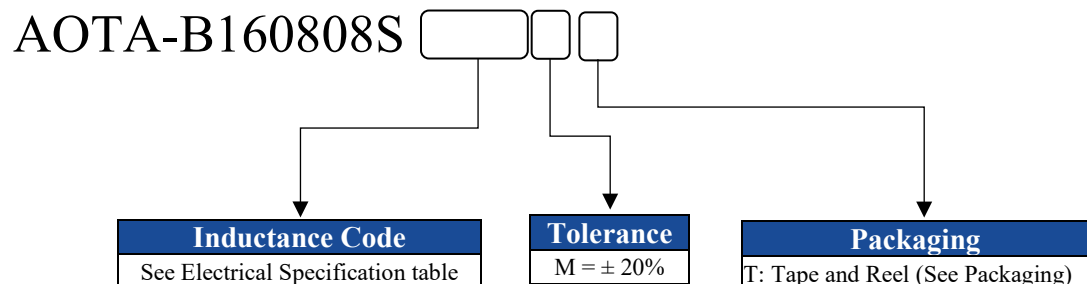 AOTA-B160808S
Inductance Code
See Electrical Specification table
Tolerance
M = ± 20%
Packaging
T: Tape and Reel (See Packaging)